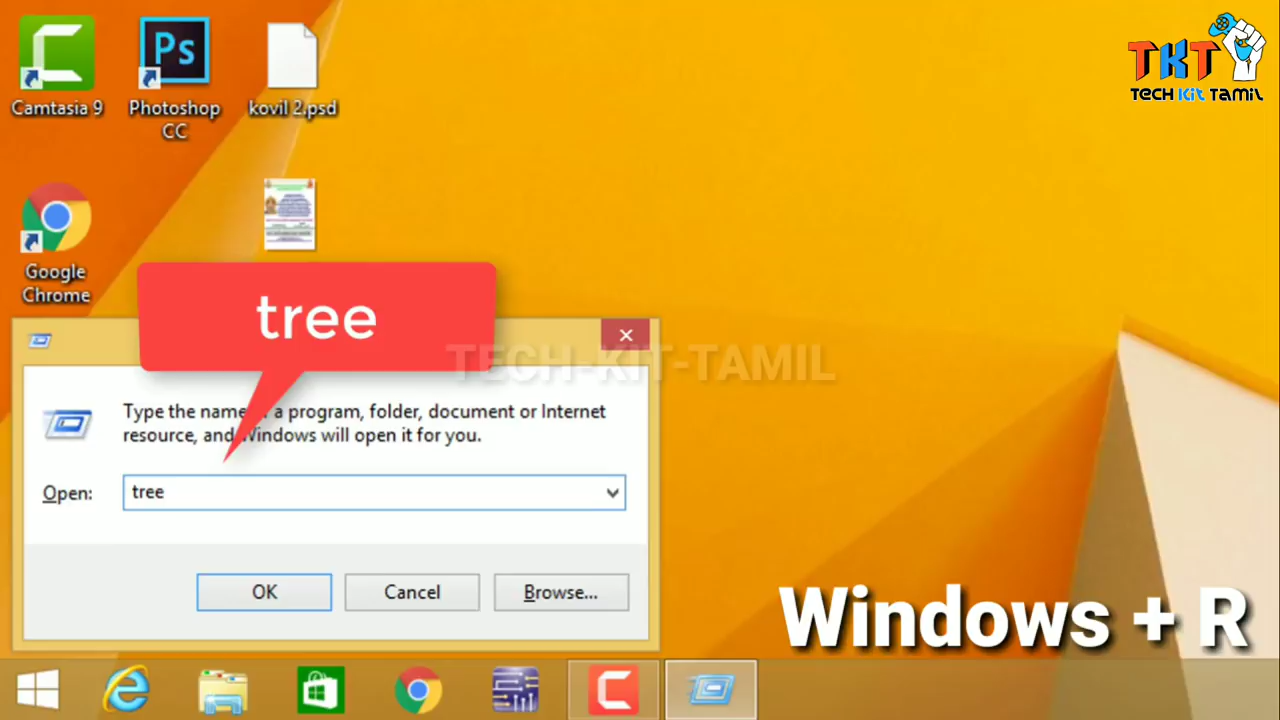 Camtasia 9
Ps
Photoshop
CC
kovil 2.psd
TKT
TECH KIT TAMIL
Google
Chrome
tree
TECH-KIT-TAMIL
Type the name of a program, folder, document or Internet
resource, and Windows will open it for you.
Open:
tree
OK
Cancel
Browse...
Windows + R